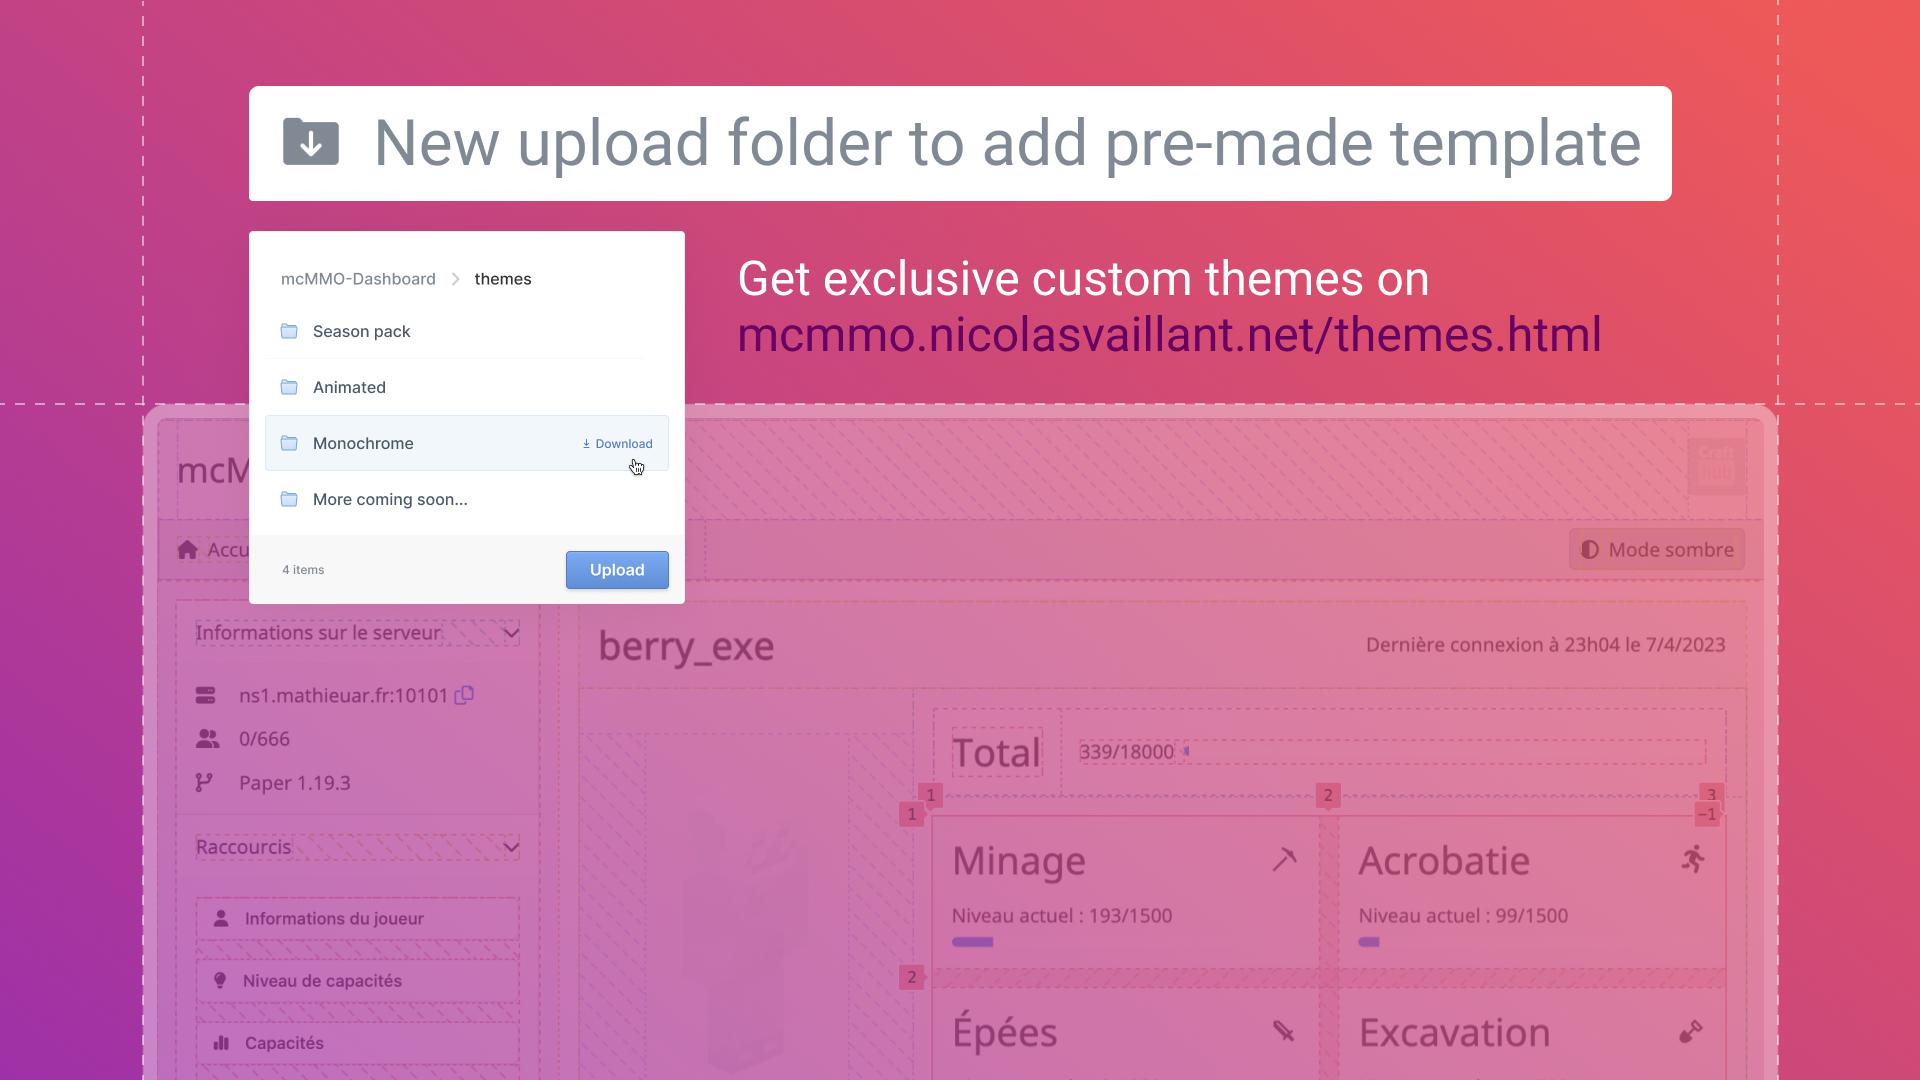 New upload folder to add pre-made template
mcMMO-Dashboard themes
Season pack
Animated
Monochrome Download
More coming soon...
4 items Upload
Get exclusive custom themes on
mcmmo.nicolasvaillant.net/themes.html
mcM
Craft
hub
Accu
Mode sombre
Informations sur le serveur
ns1.mathieuar.fr:10101
0/666
Paper 1.19.3
Raccourcis
Informations du joueur
Niveau de capacités
Capacités
berry_exe
Dernière connexion à 23h04 le 7/4/2023
Total 339/18000
1 2 3
1 -1
Minage
Niveau actuel : 193/1500
Acrobatie
Niveau actuel : 99/1500
2
Épées
Excavation